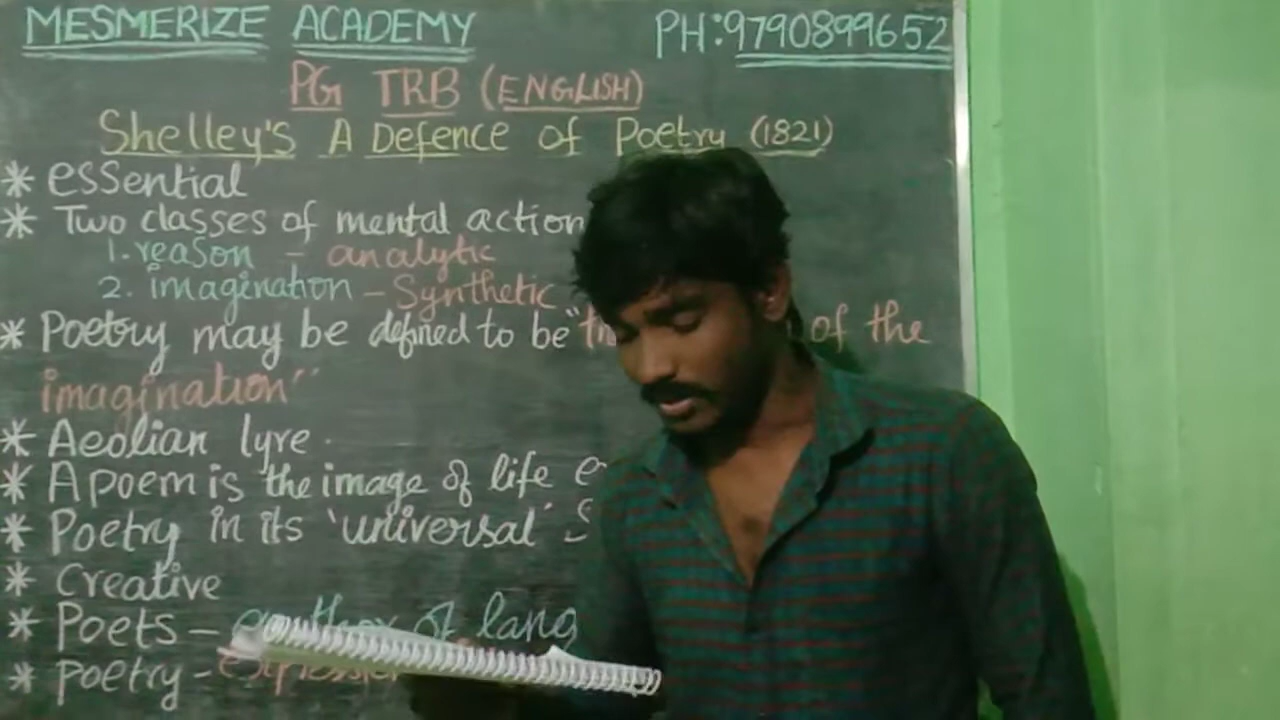 MESMERIZE ACADEMY PH:9790899652
PG TRB (ENGLISH)
Shelley's A Defence of Poetry (1821)
* essential
* Two classes of mental action
1. reason - analytic
2. imagination - Synthetic
* Poetry may be defined to be " of the
imagination"
* Aeolian lyre.
* A poem is the image of life
* Poetry in its 'universal'
* Creative
* Poets - of
* Poetry -